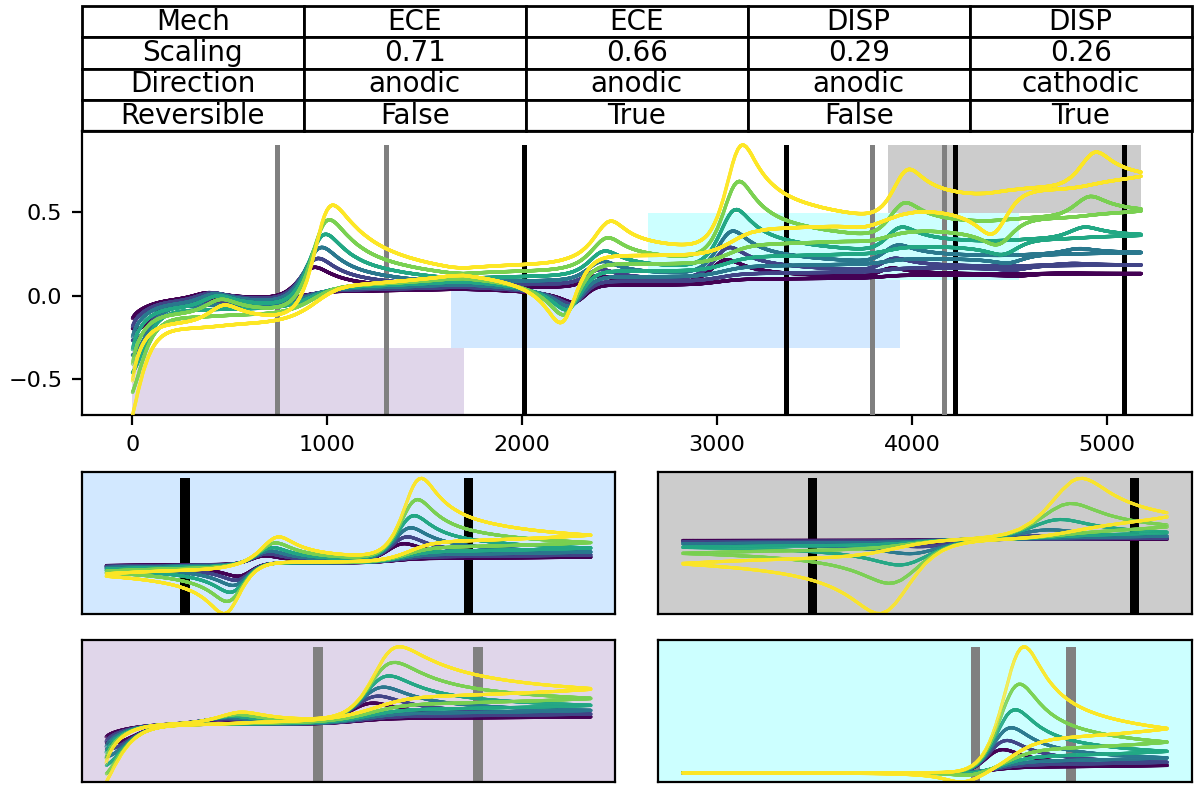 Mech ECE ECE DISP DISP
Scaling 0.71 0.66 0.29 0.26
Direction anodic anodic anodic cathodic
Reversible False True False True
0.5
0.0
−0.5
0 1000 2000 3000 4000 5000